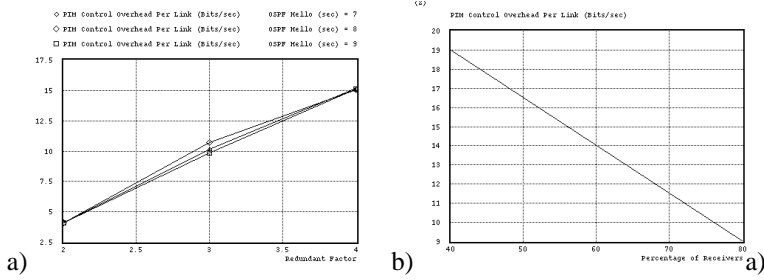 PIM Control Overhead Per Link (Bits/sec) OSPF Hello (sec) = 7
PIM Control Overhead Per Link (Bits/sec) OSPF Hello (sec) = 8
PIM Control Overhead Per Link (Bits/sec) OSPF Hello (sec) = 9
17.5
15
12.5
10
7.5
5
2.5
2 2.5 3 3.5 4
Redundant Factor
a)
PIM Control Overhead Per Link (Bits/sec)
20
19
18
17
16
15
14
13
12
11
10
9
40 50 60 70 80
Percentage of Receivers
b)
a)